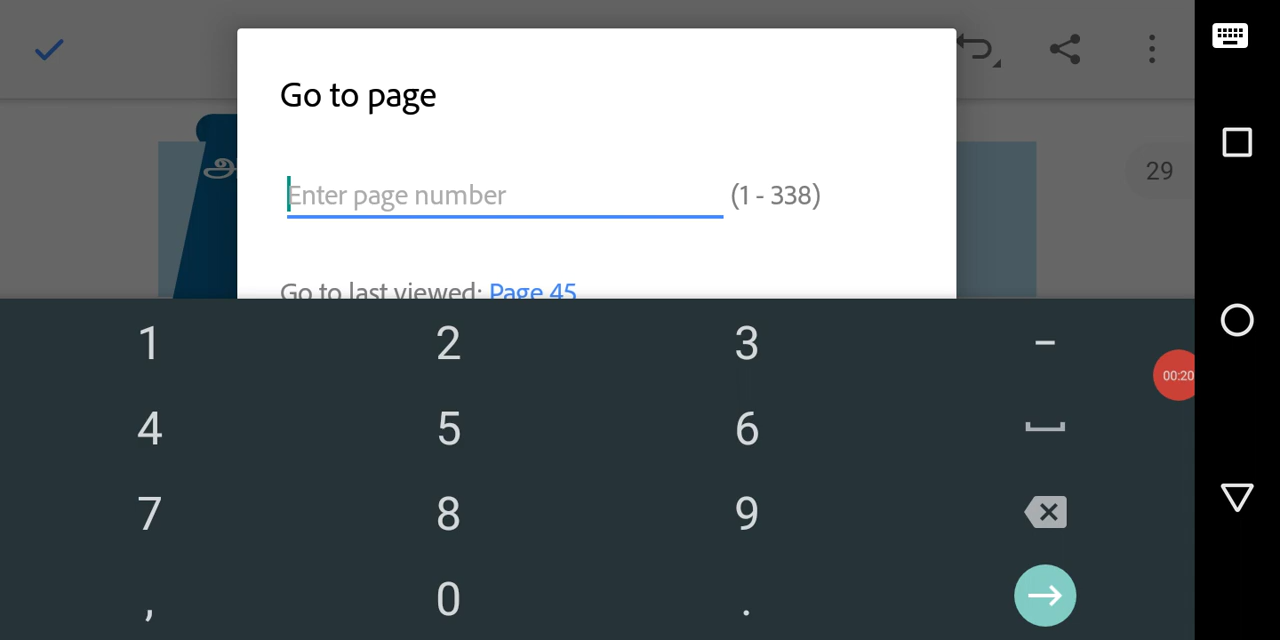 Go to page
Enter page number (1 - 338)
29
Go to last viewed: Page 45
1 2 3 -
00:20
4 5 6
7 8 9
, 0 .